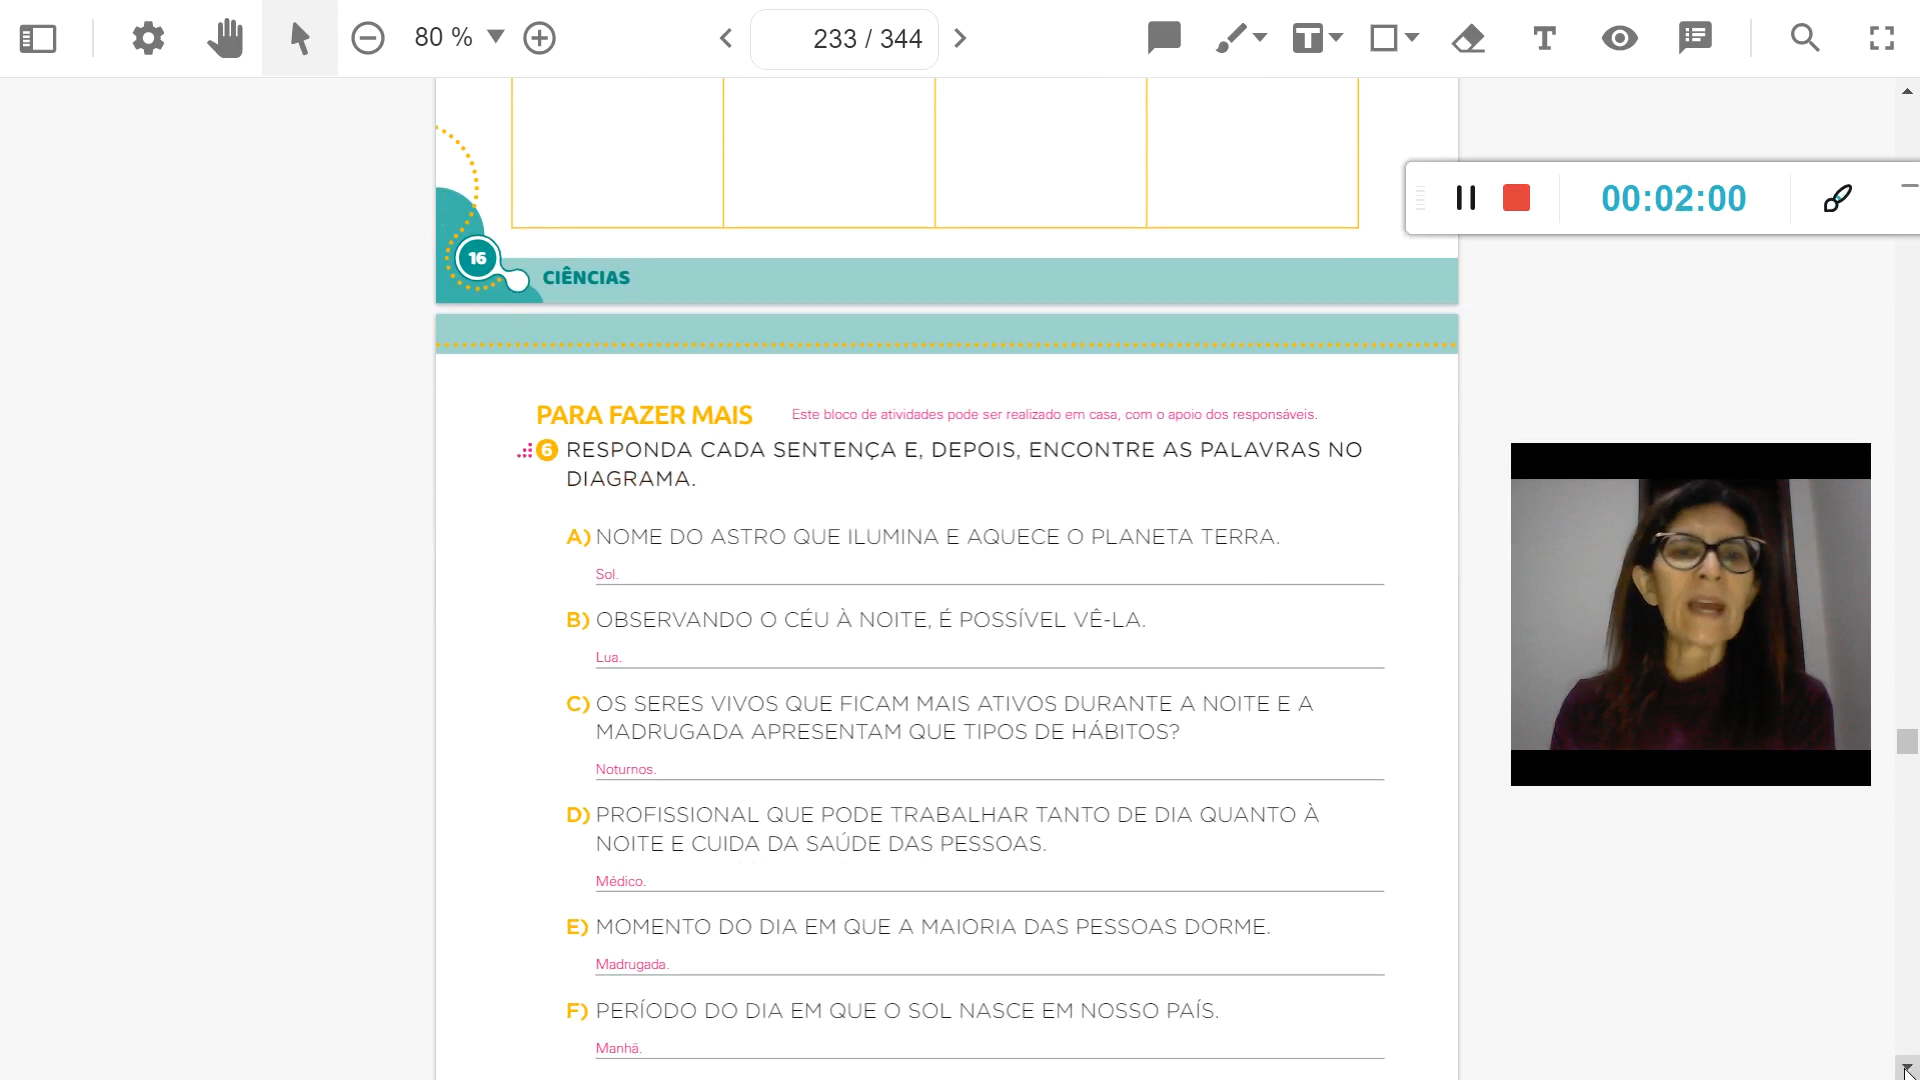 80 %
233 / 344
00:02:00
16
CIÊNCIAS
PARA FAZER MAIS Este bloco de atividades pode ser realizado em casa, com o apoio dos responsáveis.
6 RESPONDA CADA SENTENÇA E, DEPOIS, ENCONTRE AS PALAVRAS NO
DIAGRAMA.
A) NOME DO ASTRO QUE ILUMINA E AQUECE O PLANETA TERRA.
Sol.
B) OBSERVANDO O CÉU À NOITE, É POSSÍVEL VÊ-LA.
Lua.
C) OS SERES VIVOS QUE FICAM MAIS ATIVOS DURANTE A NOITE E A
MADRUGADA APRESENTAM QUE TIPOS DE HÁBITOS?
Noturnos.
D) PROFISSIONAL QUE PODE TRABALHAR TANTO DE DIA QUANTO À
NOITE E CUIDA DA SAÚDE DAS PESSOAS.
Médico.
E) MOMENTO DO DIA EM QUE A MAIORIA DAS PESSOAS DORME.
Madrugada.
F) PERÍODO DO DIA EM QUE O SOL NASCE EM NOSSO PAÍS.
Manhã.